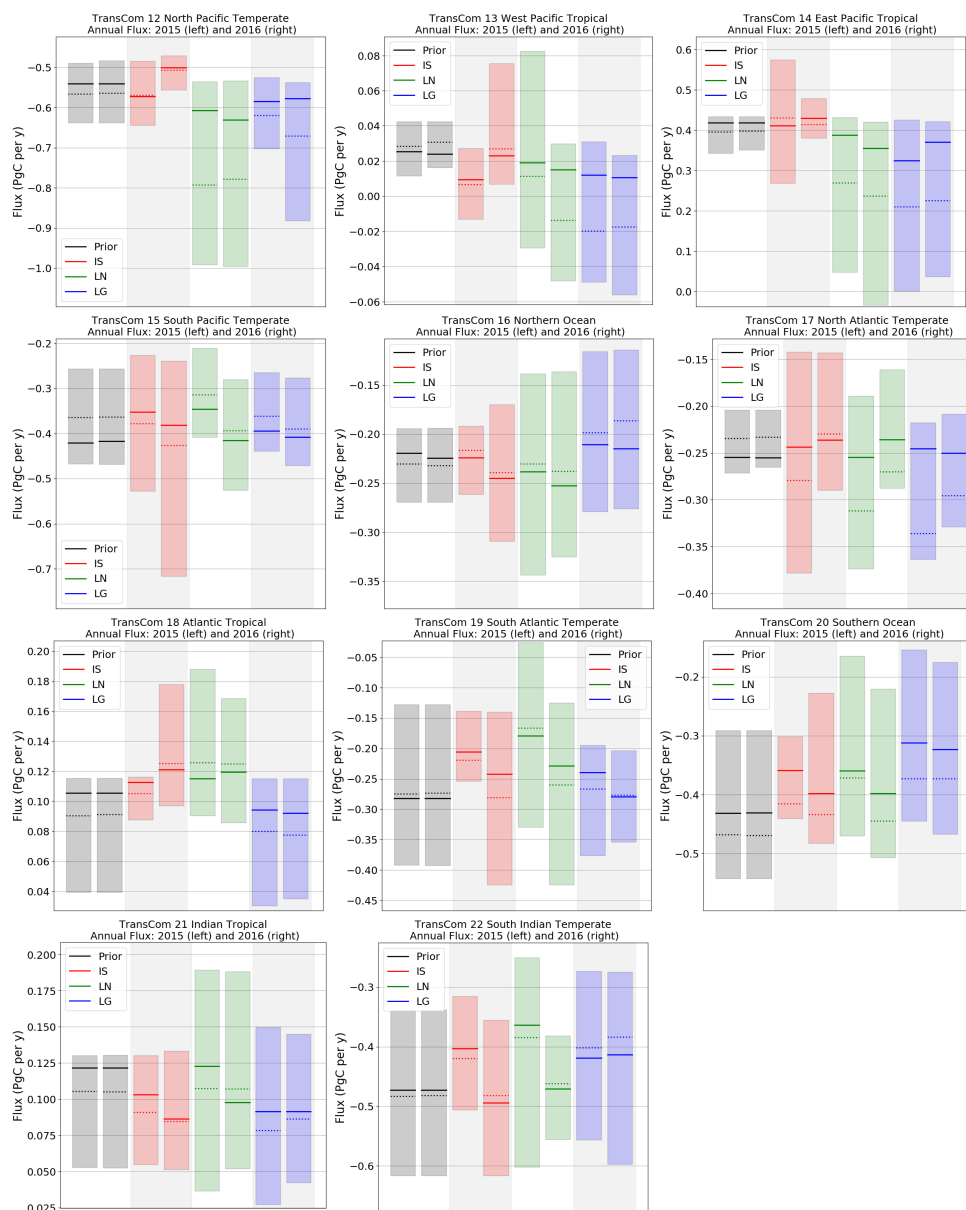 TransCom 12 North Pacific Temperate
Annual Flux: 2015 (left) and 2016 (right)
Flux (PgC per y)
−0.5
−0.6
−0.7
−0.8
−0.9
−1.0
Prior
IS
LN
LG
TransCom 13 West Pacific Tropical
Annual Flux: 2015 (left) and 2016 (right)
Flux (PgC per y)
0.08
0.06
0.04
0.02
0.00
−0.02
−0.04
−0.06
Prior
IS
LN
LG
TransCom 14 East Pacific Tropical
Annual Flux: 2015 (left) and 2016 (right)
Flux (PgC per y)
0.6
0.5
0.4
0.3
0.2
0.1
0.0
Prior
IS
LN
LG
TransCom 15 South Pacific Temperate
Annual Flux: 2015 (left) and 2016 (right)
Flux (PgC per y)
−0.2
−0.3
−0.4
−0.5
−0.6
−0.7
Prior
IS
LN
LG
TransCom 16 Northern Ocean
Annual Flux: 2015 (left) and 2016 (right)
Flux (PgC per y)
−0.15
−0.20
−0.25
−0.30
−0.35
Prior
IS
LN
LG
TransCom 17 North Atlantic Temperate
Annual Flux: 2015 (left) and 2016 (right)
Flux (PgC per y)
−0.15
−0.20
−0.25
−0.30
−0.35
−0.40
Prior
IS
LN
LG
TransCom 18 Atlantic Tropical
Annual Flux: 2015 (left) and 2016 (right)
Flux (PgC per y)
0.20
0.18
0.16
0.14
0.12
0.10
0.08
0.06
0.04
Prior
IS
LN
LG
TransCom 19 South Atlantic Temperate
Annual Flux: 2015 (left) and 2016 (right)
Flux (PgC per y)
−0.05
−0.10
−0.15
−0.20
−0.25
−0.30
−0.35
−0.40
−0.45
Prior
IS
LN
LG
TransCom 20 Southern Ocean
Annual Flux: 2015 (left) and 2016 (right)
Flux (PgC per y)
−0.2
−0.3
−0.4
−0.5
Prior
IS
LN
LG
TransCom 21 Indian Tropical
Annual Flux: 2015 (left) and 2016 (right)
Flux (PgC per y)
0.200
0.175
0.150
0.125
0.100
0.075
0.050
0.025
Prior
IS
LN
LG
TransCom 22 South Indian Temperate
Annual Flux: 2015 (left) and 2016 (right)
Flux (PgC per y)
−0.3
−0.4
−0.5
−0.6
Prior
IS
LN
LG